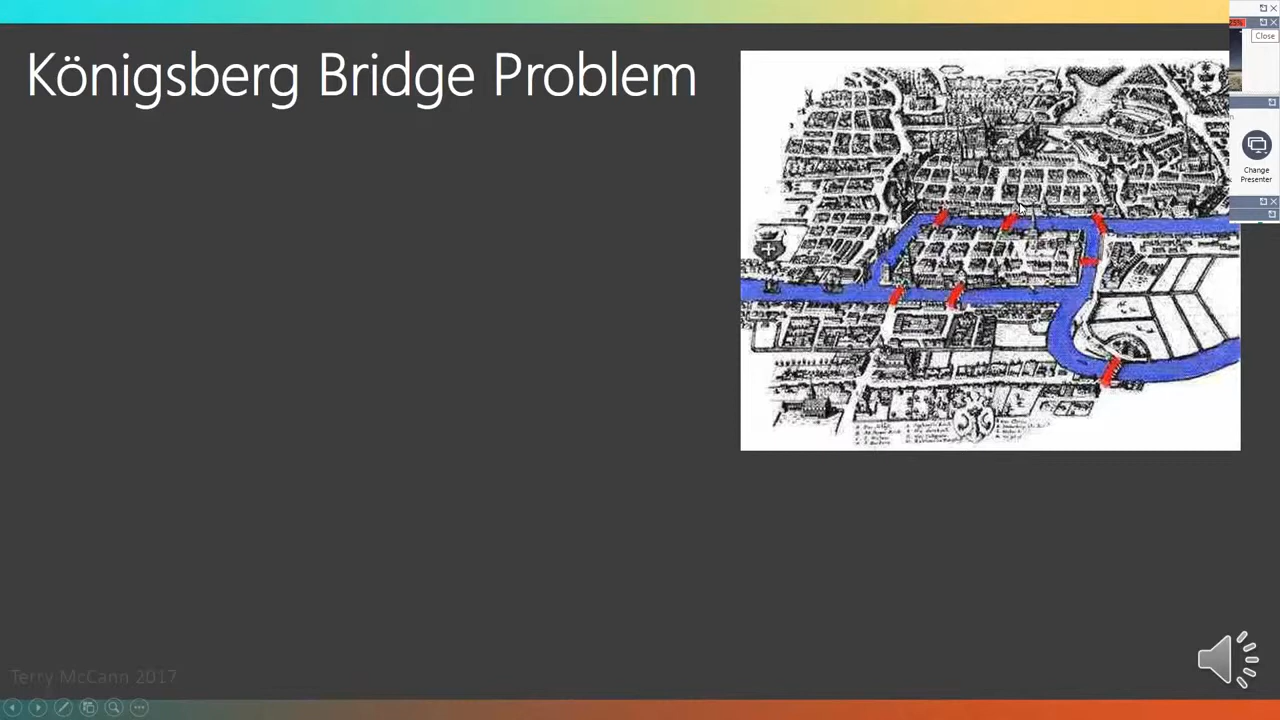 Königsberg Bridge Problem
Close
Change
Presenter
Terry McCann 2017